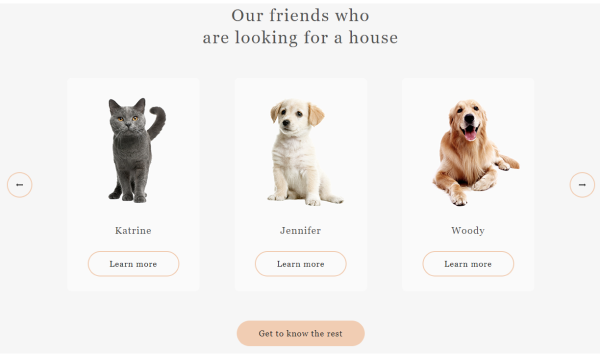 Our friends who
are looking for a house
Katrine
Jennifer
Woody
Learn more
Learn more
Learn more
Get to know the rest